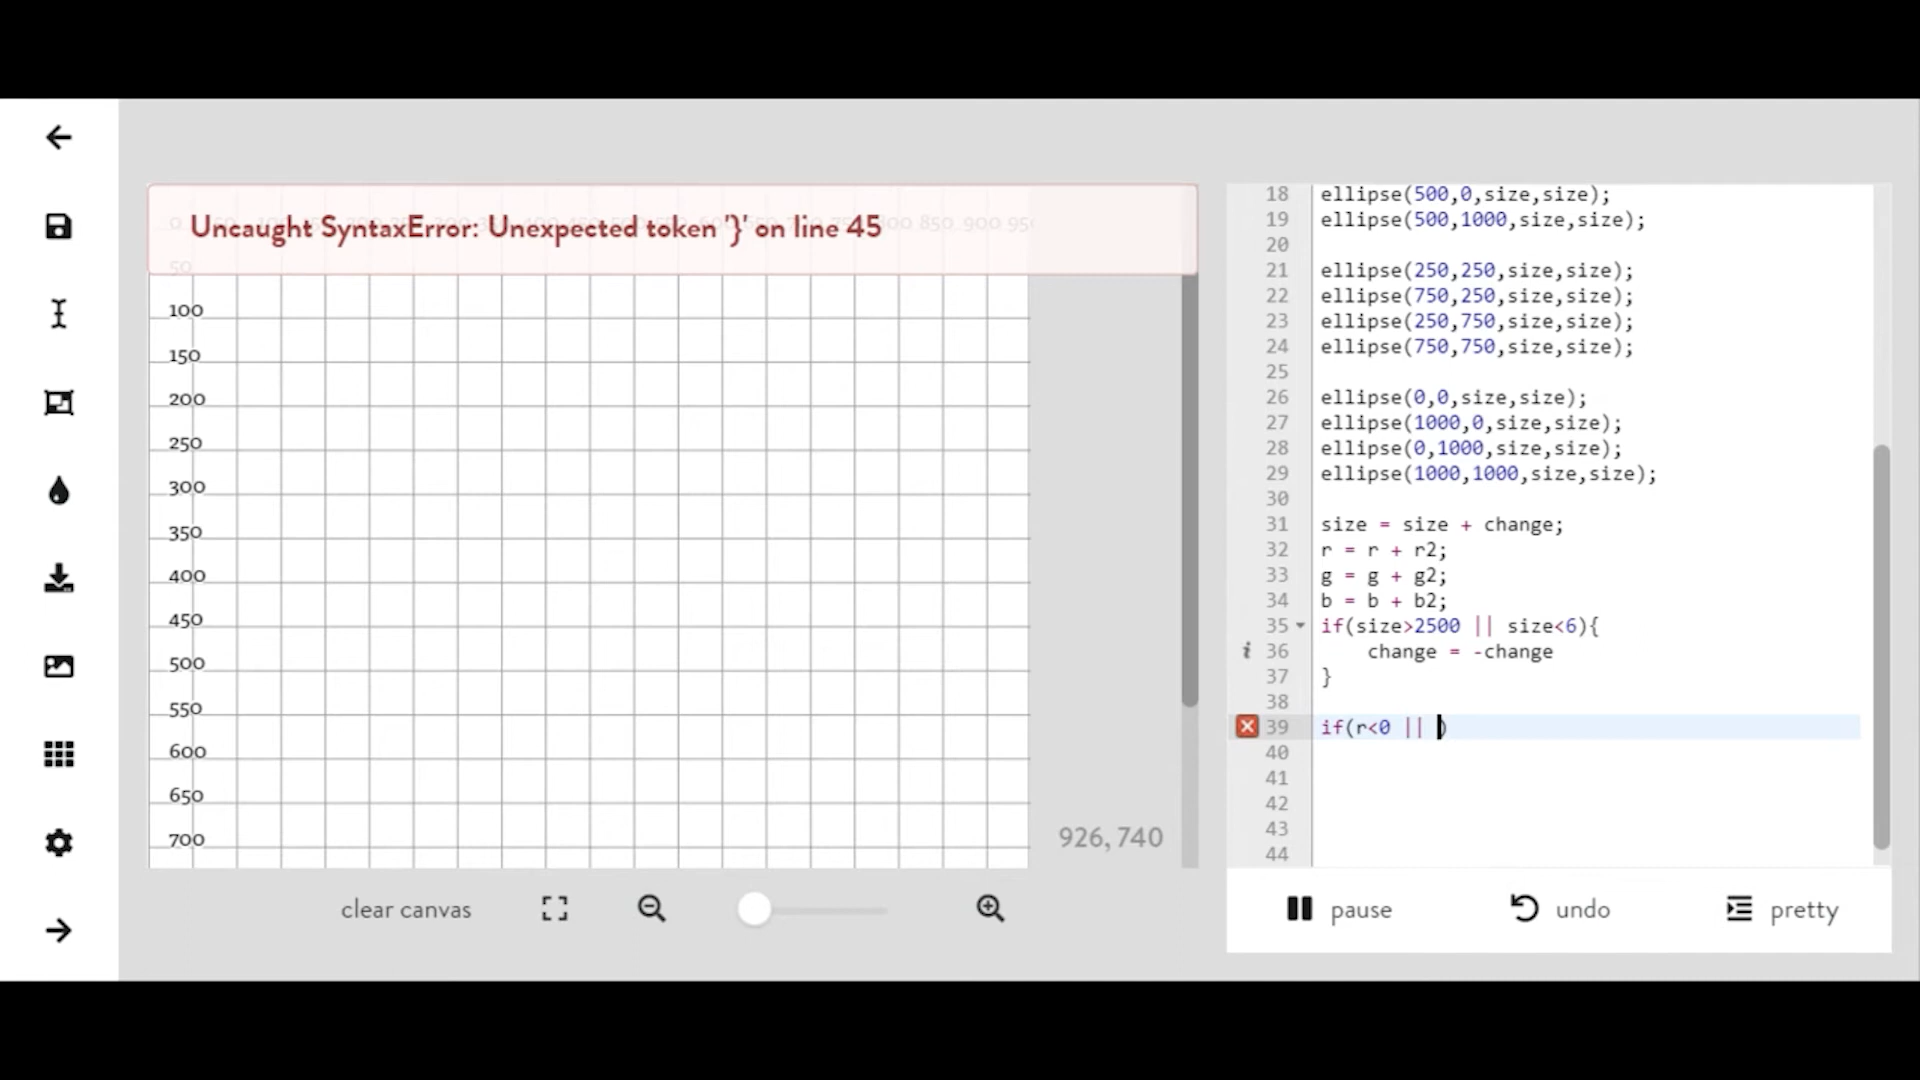 Uncaught SyntaxError: Unexpected token '}' on line 45
50
100
150
200
250
300
350
400
450
500
550
600
650
700
926, 740
clear canvas
18 ellipse(500,0,size,size);
19 ellipse(500,1000,size,size);
20
21 ellipse(250,250,size,size);
22 ellipse(750,250,size,size);
23 ellipse(250,750,size,size);
24 ellipse(750,750,size,size);
25
26 ellipse(0,0,size,size);
27 ellipse(1000,0,size,size);
28 ellipse(0,1000,size,size);
29 ellipse(1000,1000,size,size);
30
31 size = size + change;
32 r = r + r2;
33 g = g + g2;
34 b = b + b2;
35 if(size>2500 || size<6){
i 36 change = -change
37 }
38
39 if(r<0 || )
40
41
42
43
44
pause undo pretty